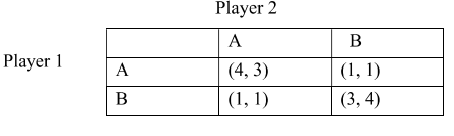 Player 2
A B
Player 1
A (4, 3) (1, 1)
B (1, 1) (3, 4)